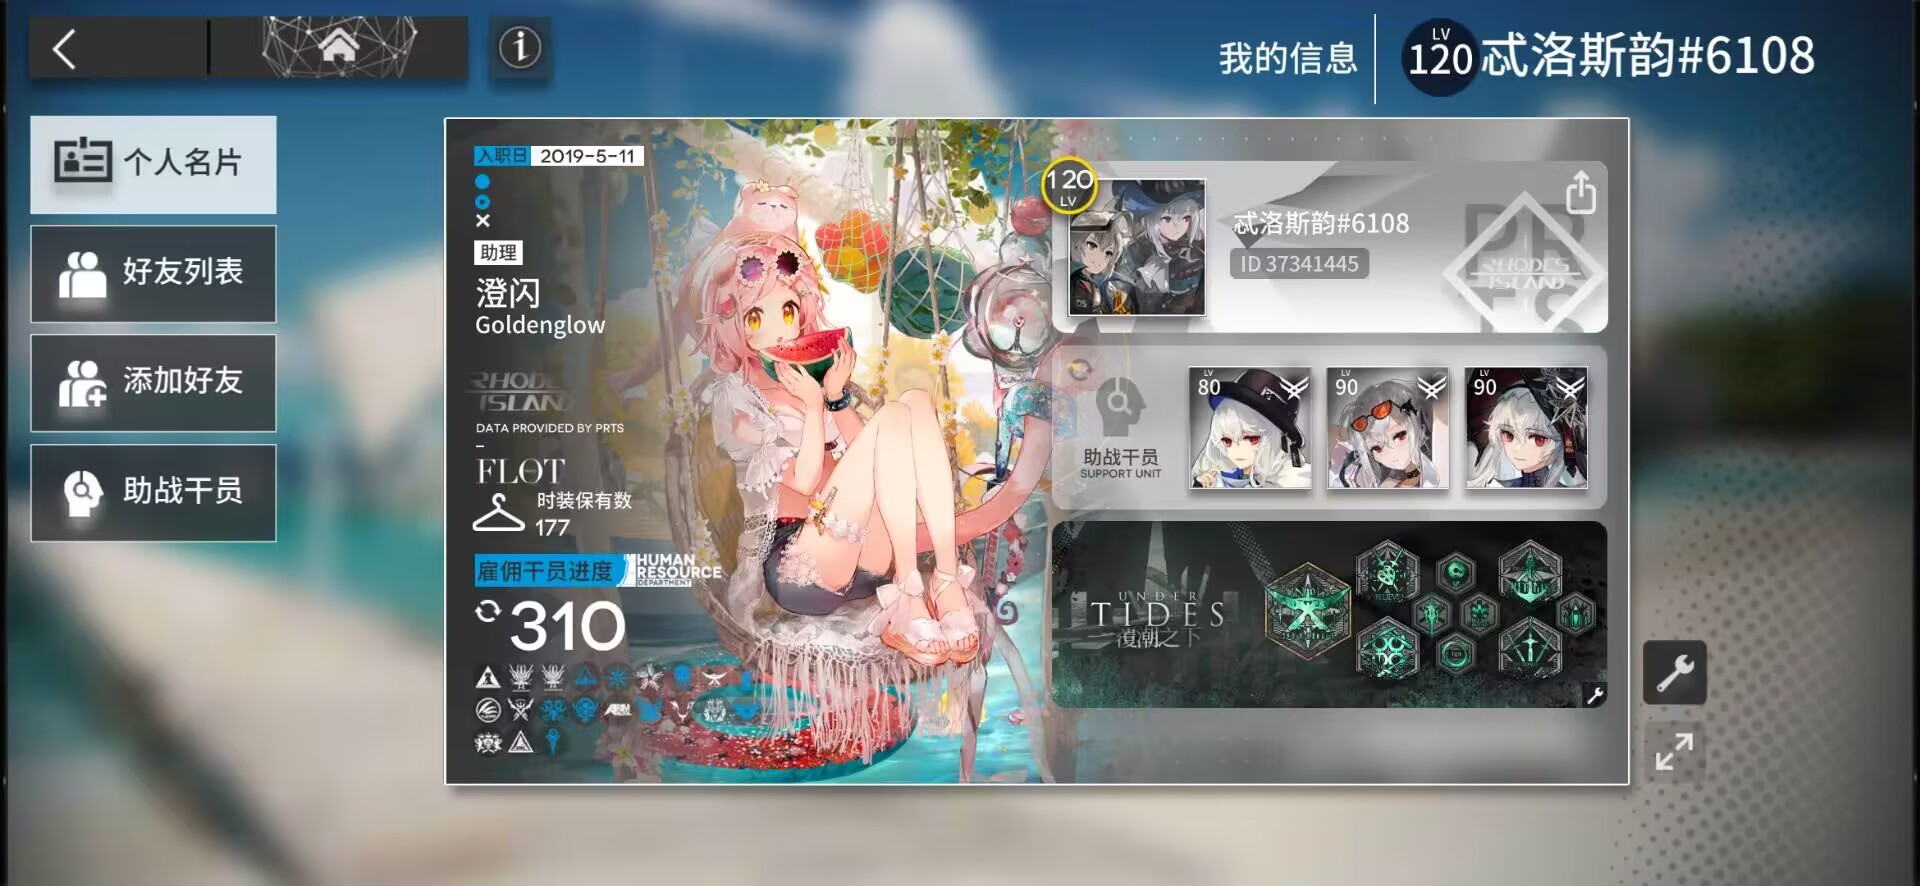 我的信息
LV
120
忒洛斯韵#6108
个人名片
好友列表
添加好友
助战干员
入职日 2019-5-11
助理
澄闪
Goldenglow
RHODES
ISLAND
DATA PROVIDED BY PRTS
FLOT
时装保有数
177
雇佣干员进度
HUMAN
RESOURCE
DEPARTMENT
310
120
LV
忒洛斯韵#6108
ID 37341445
PRTS
RHODES
ISLAND
助战干员
SUPPORT UNIT
LV
80
LV
90
LV
90
UNDER
TIDES
覆潮之下